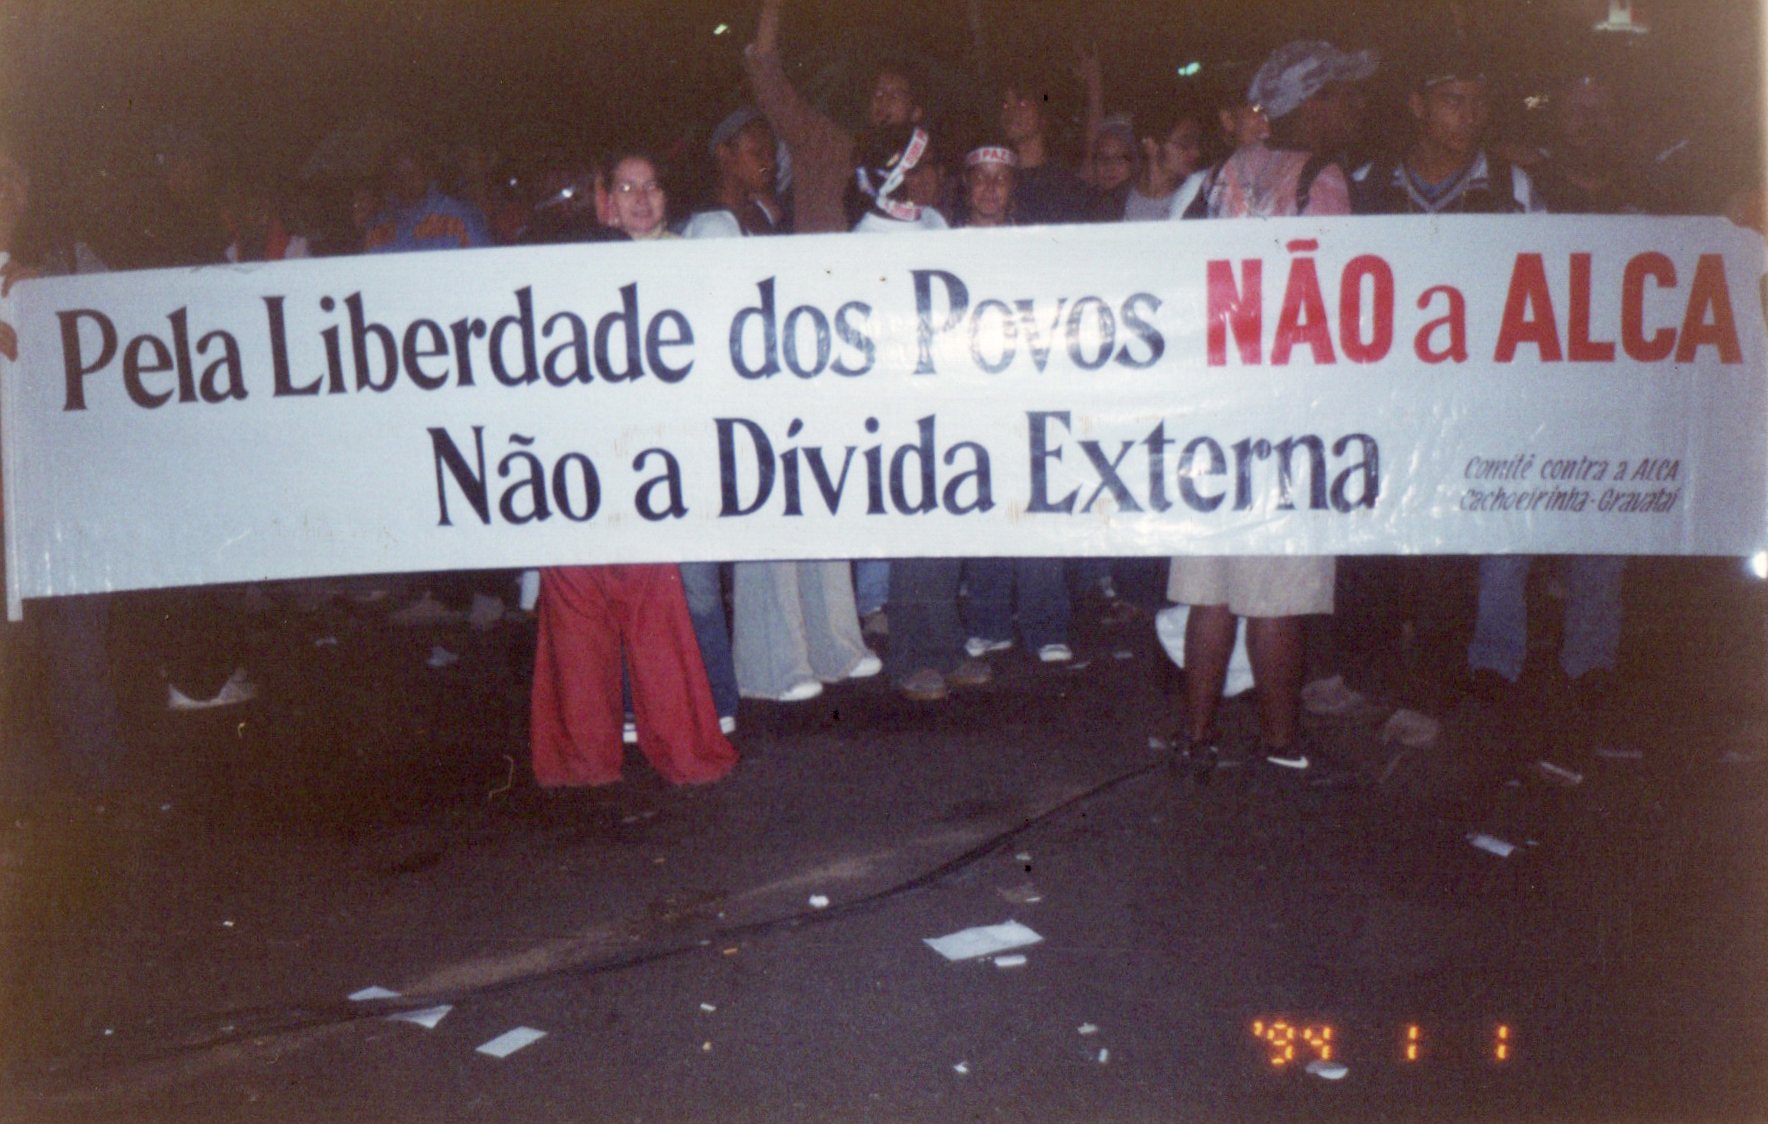 PAZ
Pela Liberdade dos Povos NÃO a ALCA
Não a Dívida Externa
Comitê contra a ALCA
Cachoeirinha - Gravataí
'94 1 1